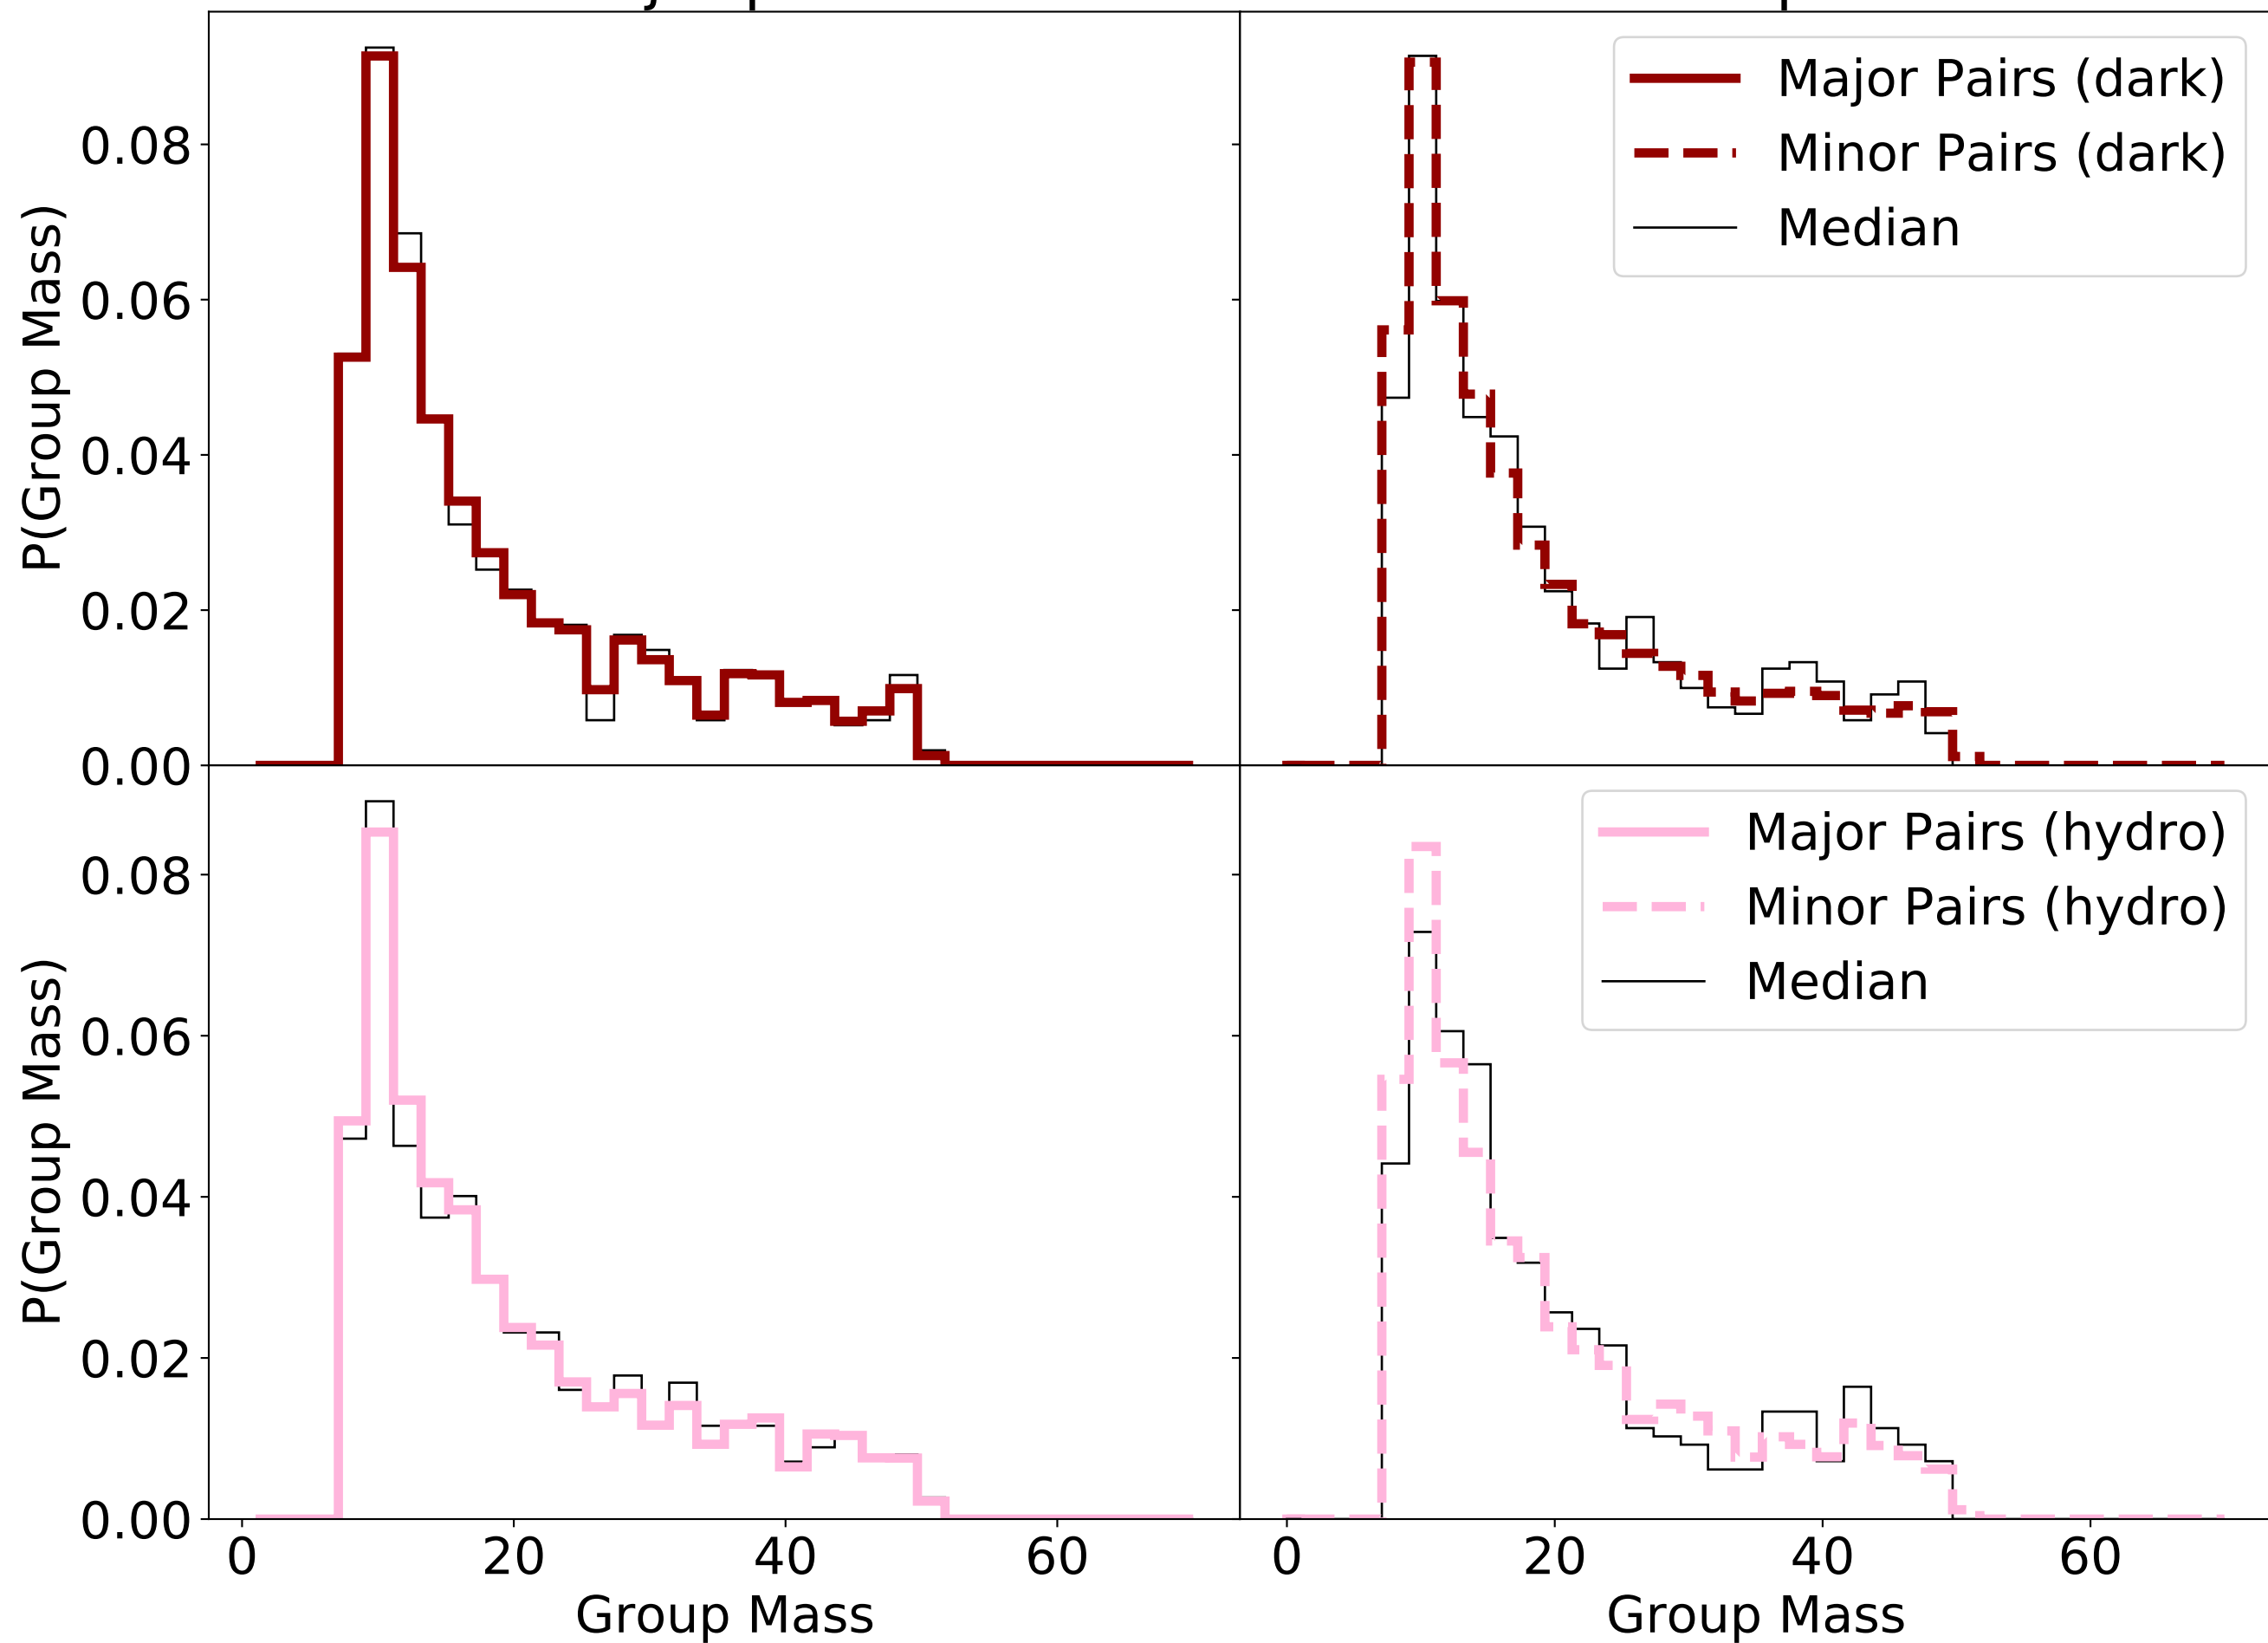 Major Pairs (dark)
Minor Pairs (dark)
Median
P(Group Mass)
0.08
0.06
0.04
0.02
0.00
Major Pairs (hydro)
Minor Pairs (hydro)
Median
P(Group Mass)
0.08
0.06
0.04
0.02
0.00
0 20 40 60
0 20 40 60
Group Mass
Group Mass